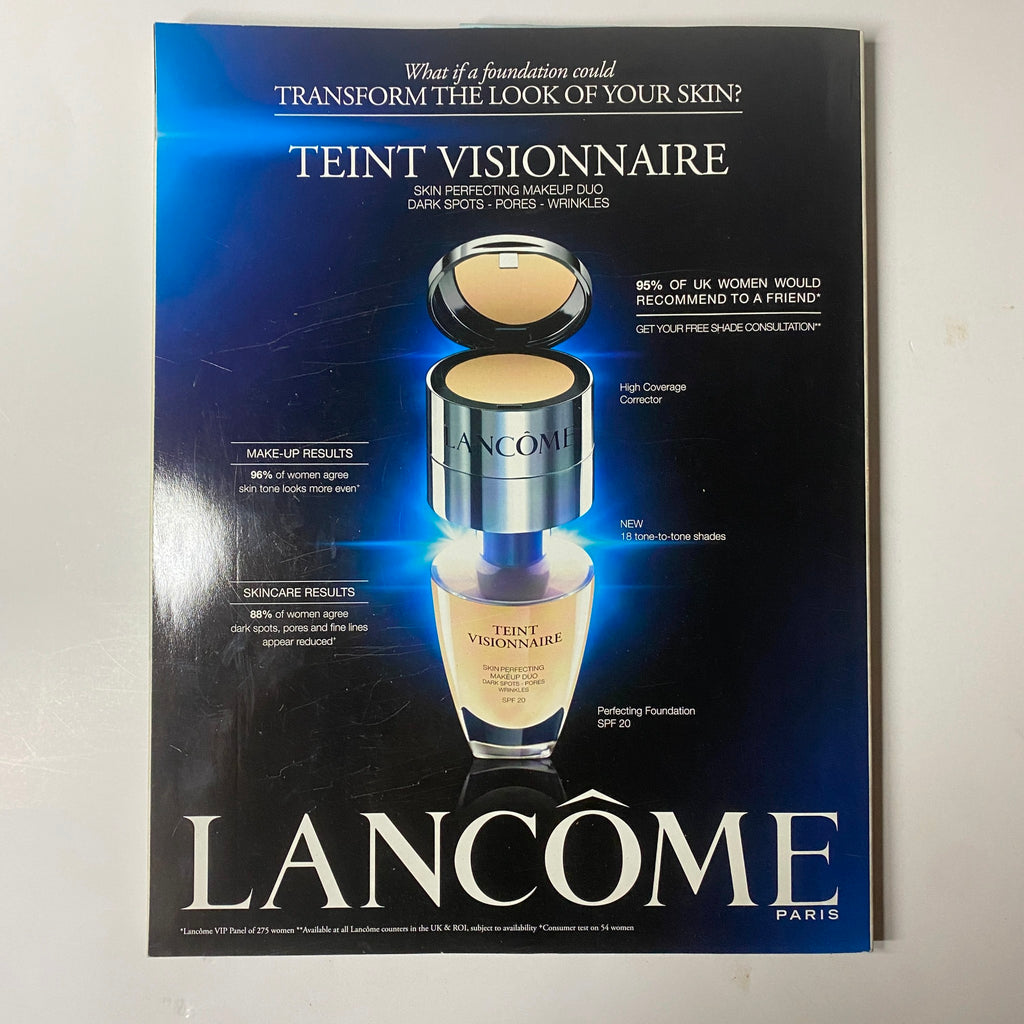 What if a foundation could
TRANSFORM THE LOOK OF YOUR SKIN?
TEINT VISIONNAIRE
SKIN PERFECTING MAKEUP DUO
DARK SPOTS - PORES - WRINKLES
95% OF UK WOMEN WOULD
RECOMMEND TO A FRIEND*
GET YOUR FREE SHADE CONSULTATION**
High Coverage
Corrector
LANCÔME
MAKE-UP RESULTS
96% of women agree
skin tone looks more even⁺
NEW
18 tone-to-tone shades
SKINCARE RESULTS
88% of women agree
dark spots, pores and fine lines
appear reduced⁺
TEINT
VISIONNAIRE
SKIN PERFECTING
MAKEUP DUO
DARK SPOTS - PORES
WRINKLES
SPF 20
Perfecting Foundation
SPF 20
LANCÔME
PARIS
*Lancôme VIP Panel of 275 women **Available at all Lancôme counters in the UK & ROI, subject to availability ⁺Consumer test on 54 women